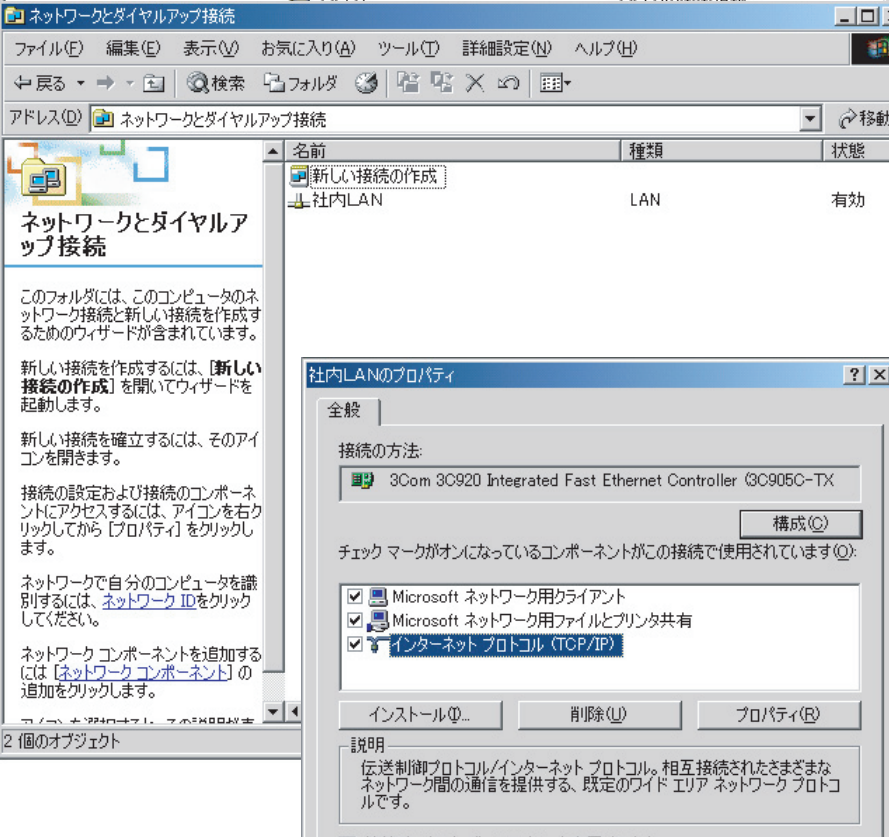 ネットワークとダイヤルアップ接続
ファイル(F) 編集(E) 表示(V) お気に入り(A) ツール(T) 詳細設定(N) ヘルプ(H)
戻る 検索 フォルダ
アドレス(D) ネットワークとダイヤルアップ接続 移動
名前 種類 状態
新しい接続の作成
社内LAN LAN 有効
ネットワークとダイヤルア
ップ接続
このフォルダには、このコンピュータのネ
ットワーク接続と新しい接続を作成す
るためのウィザードが含まれています。
新しい接続を作成するには、[新しい
接続の作成] を開いてウィザードを
起動します。
新しい接続を確立するには、そのアイ
コンを開きます。
接続の設定および接続のコンポーネ
ントにアクセスするには、アイコンを右ク
リックしてから [プロパティ] をクリックし
ます。
ネットワークで自分のコンピュータを識
別するには、ネットワーク IDをクリック
してください。
ネットワーク コンポーネントを追加する
には [ネットワーク コンポーネント] の
追加をクリックします。
2 個のオブジェクト
社内LANのプロパティ
全般
接続の方法:
3Com 3C920 Integrated Fast Ethernet Controller (3C905C-TX
構成(C)
チェック マークがオンになっているコンポーネントがこの接続で使用されています(O):
Microsoft ネットワーク用クライアント
Microsoft ネットワーク用ファイルとプリンタ共有
インターネット プロトコル (TCP/IP)
インストール(I)... 削除(U) プロパティ(R)
説明
伝送制御プロトコル/インターネット プロトコル。相互接続されたさまざまな
ネットワーク間の通信を提供する、既定のワイド エリア ネットワーク プロトコ
ルです。